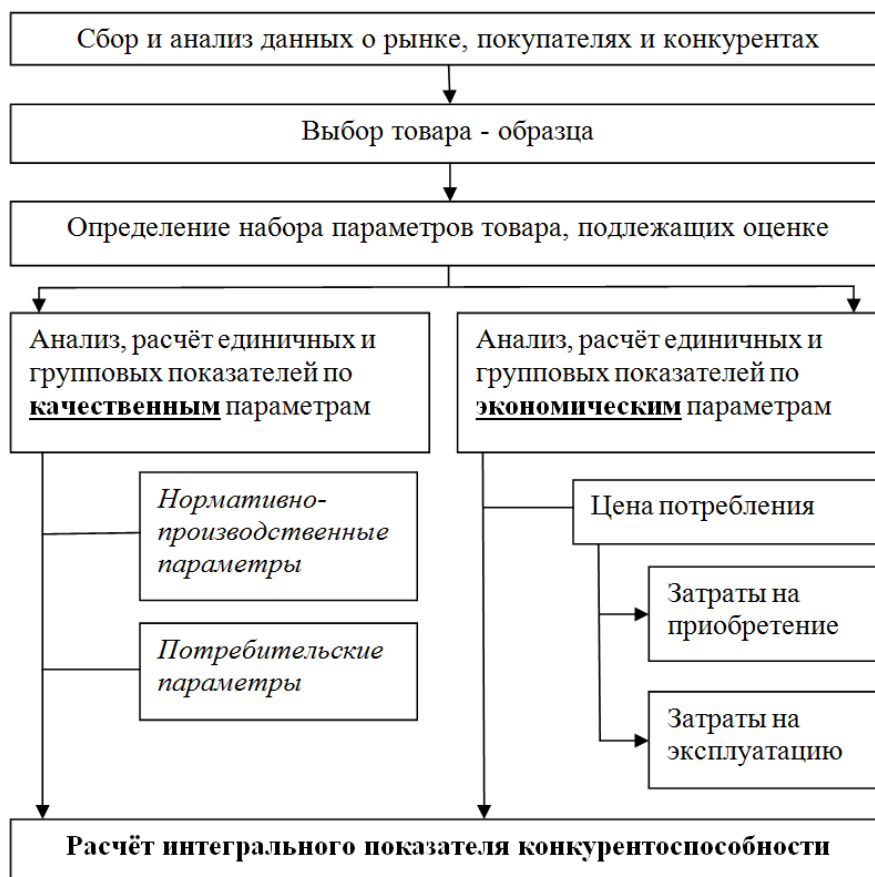 Сбор и анализ данных о рынке, покупателях и конкурентах
Выбор товара - образца
Определение набора параметров товара, подлежащих оценке
Анализ, расчёт единичных и
групповых показателей по
качественным параметрам
Анализ, расчёт единичных и
групповых показателей по
экономическим параметрам
Нормативно-
производственные
параметры
Потребительские
параметры
Цена потребления
Затраты на
приобретение
Затраты на
эксплуатацию
Расчёт интегрального показателя конкурентоспособности